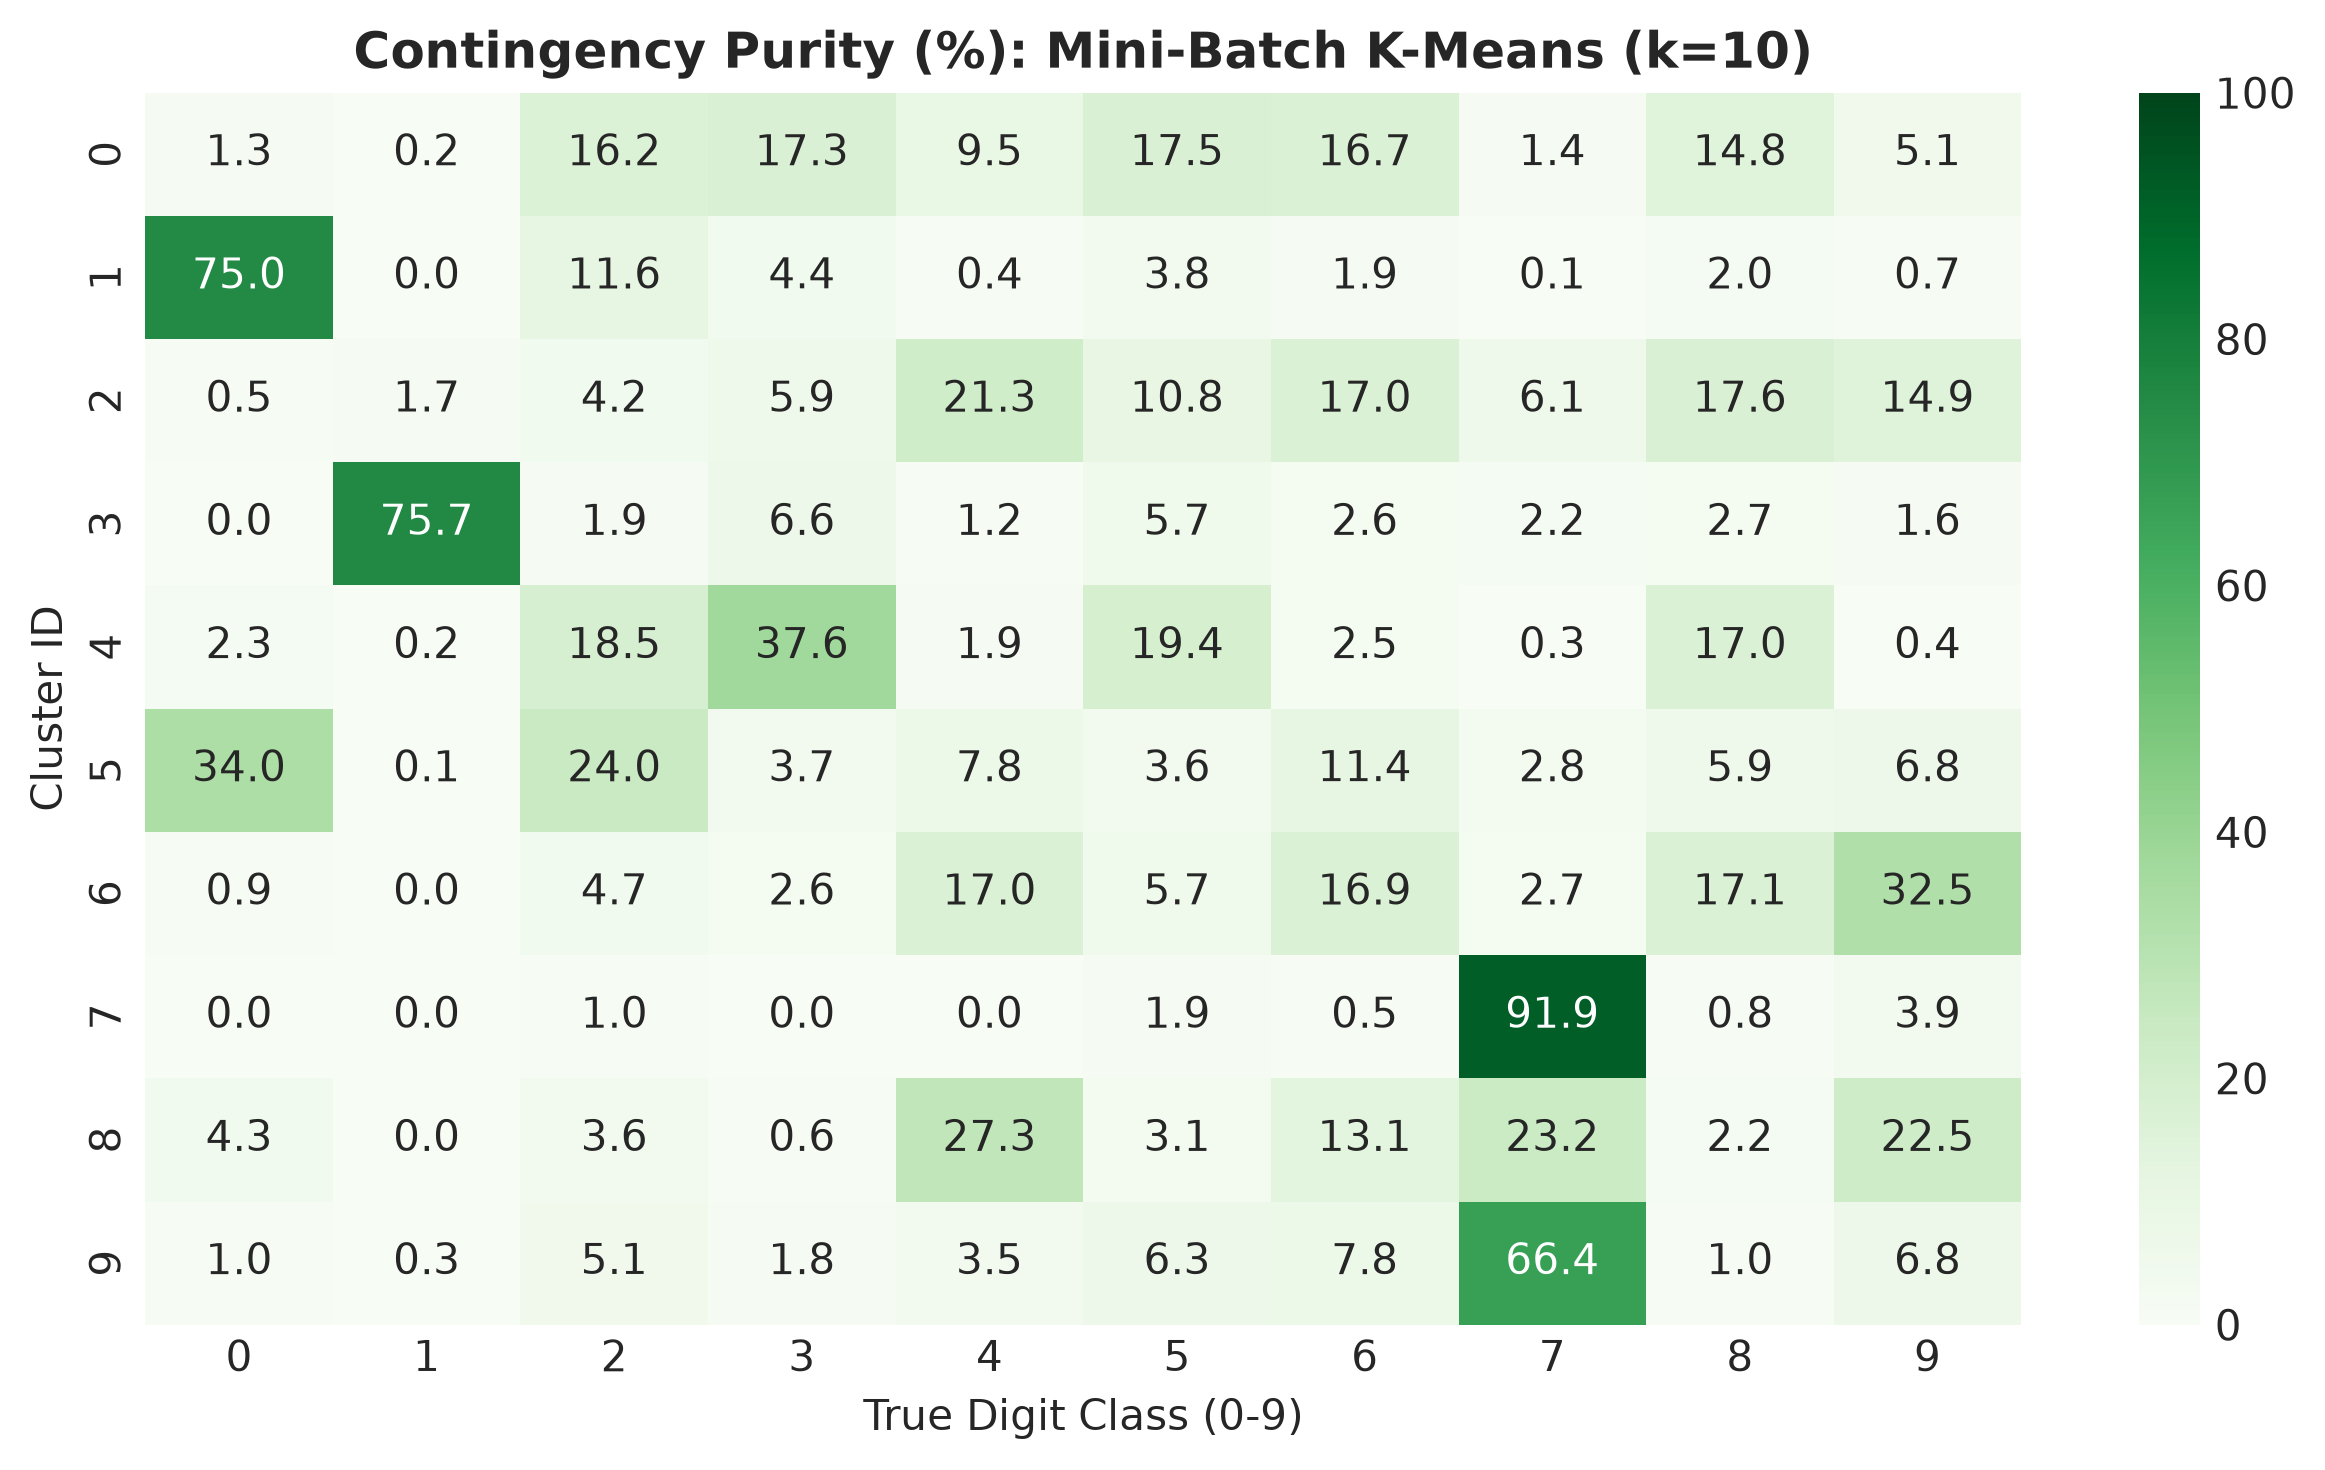 Contingency Purity (%): Mini-Batch K-Means (k=10)
Cluster ID
0 1.3 0.2 16.2 17.3 9.5 17.5 16.7 1.4 14.8 5.1
1 75.0 0.0 11.6 4.4 0.4 3.8 1.9 0.1 2.0 0.7
2 0.5 1.7 4.2 5.9 21.3 10.8 17.0 6.1 17.6 14.9
3 0.0 75.7 1.9 6.6 1.2 5.7 2.6 2.2 2.7 1.6
4 2.3 0.2 18.5 37.6 1.9 19.4 2.5 0.3 17.0 0.4
5 34.0 0.1 24.0 3.7 7.8 3.6 11.4 2.8 5.9 6.8
6 0.9 0.0 4.7 2.6 17.0 5.7 16.9 2.7 17.1 32.5
7 0.0 0.0 1.0 0.0 0.0 1.9 0.5 91.9 0.8 3.9
8 4.3 0.0 3.6 0.6 27.3 3.1 13.1 23.2 2.2 22.5
9 1.0 0.3 5.1 1.8 3.5 6.3 7.8 66.4 1.0 6.8
0 1 2 3 4 5 6 7 8 9
True Digit Class (0-9)
100
80
60
40
20
0